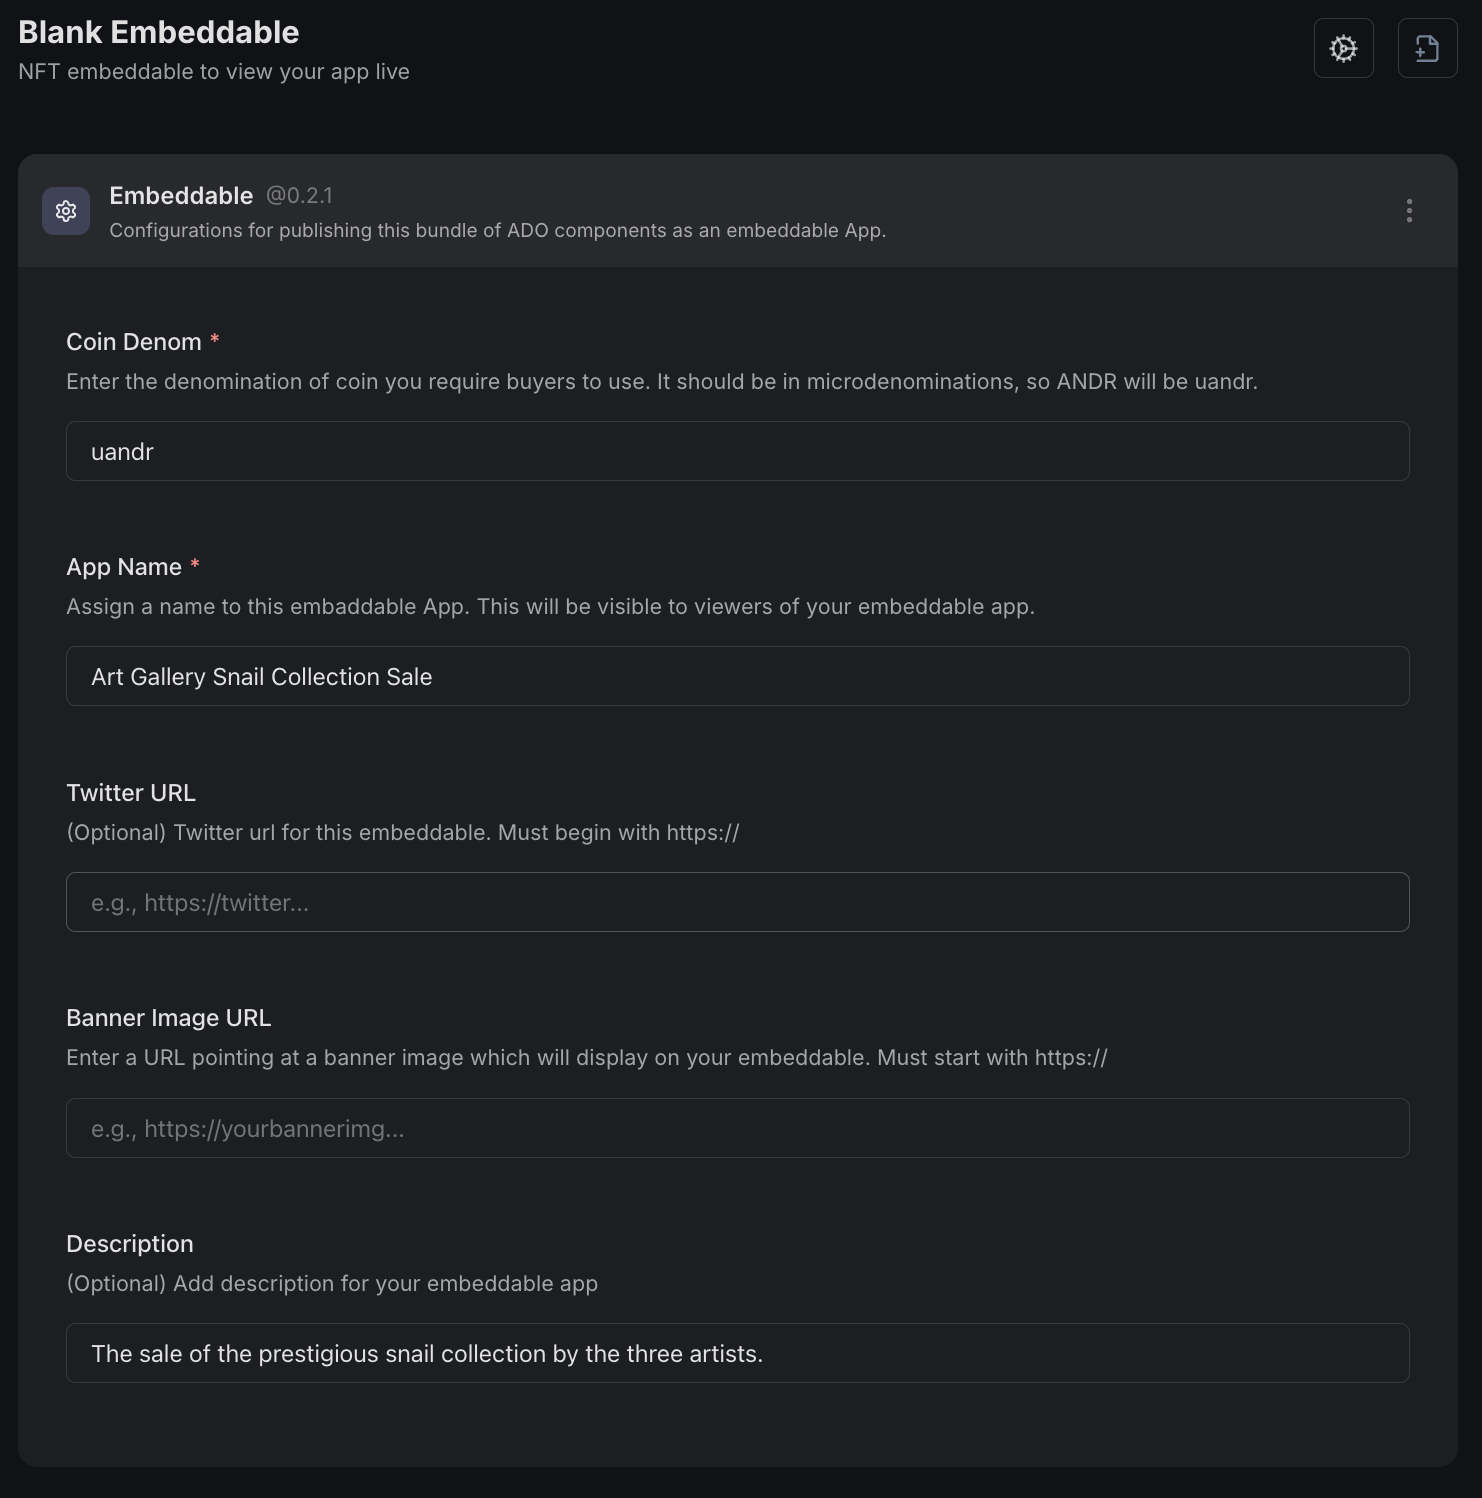 Blank Embeddable
NFT embeddable to view your app live
Embeddable @0.2.1
Configurations for publishing this bundle of ADO components as an embeddable App.
Coin Denom *
Enter the denomination of coin you require buyers to use. It should be in microdenominations, so ANDR will be uandr.
uandr
App Name *
Assign a name to this embaddable App. This will be visible to viewers of your embeddable app.
Art Gallery Snail Collection Sale
Twitter URL
(Optional) Twitter url for this embeddable. Must begin with https://
e.g., https://twitter...
Banner Image URL
Enter a URL pointing at a banner image which will display on your embeddable. Must start with https://
e.g., https://yourbannerimg...
Description
(Optional) Add description for your embeddable app
The sale of the prestigious snail collection by the three artists.